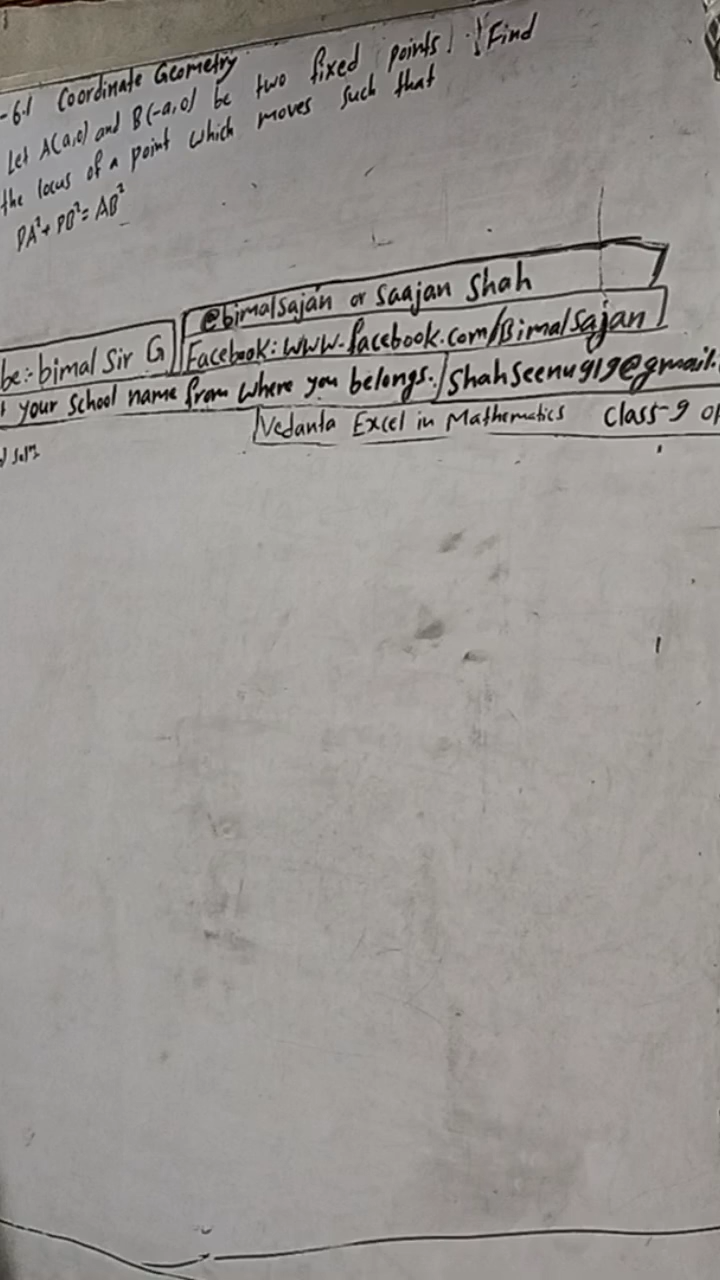 -6.1 Coordinate Geometry
Let A(a,0) and B(-a,0) be two fixed points. Find
the locus of a point which moves such that
PA²+ PB²= AB²
@bimalsajan or Saajan Shah
be:- bimal Sir G
Facebook: www.facebook.com/Bimalsajan
your School name from where you belongs.
Shahseenu919@gmail.
Vedanta Excel in Mathematics Class-9 op
Solⁿ